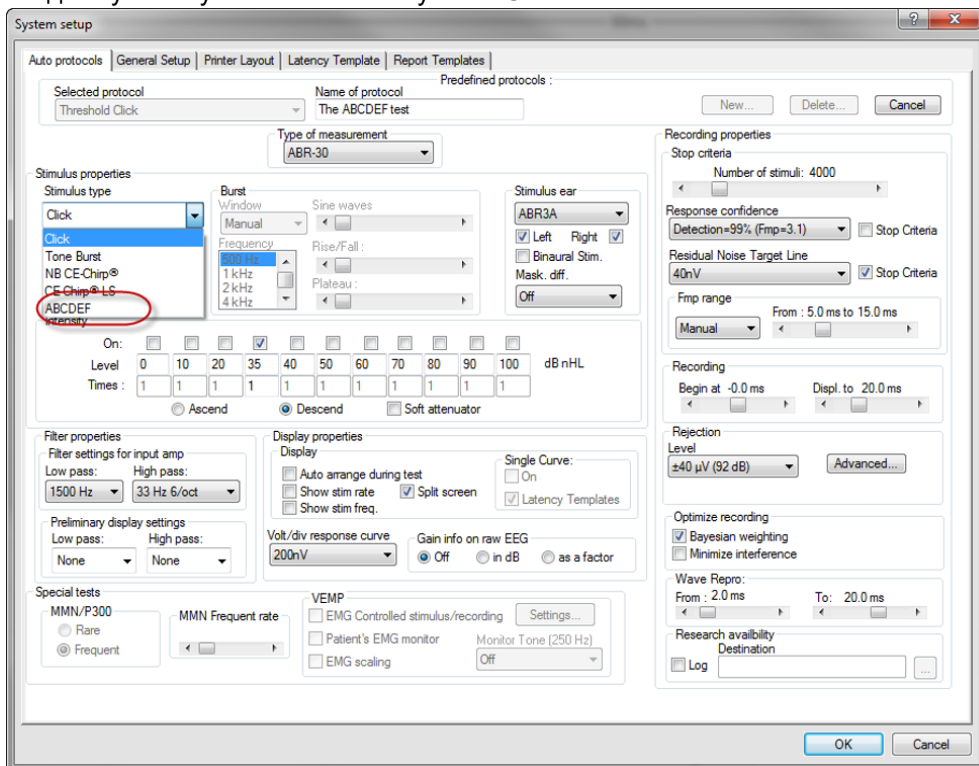 System setup
Auto protocols General Setup Printer Layout Latency Template Report Templates
Predefined protocols :
Selected protocol
Threshold Click
Name of protocol
The ABCDEF test
New... Delete... Cancel
Type of measurement
ABR-30
Stimulus properties
Stimulus type
Click
Click
Tone Burst
NB CE-Chirp®
CE-Chirp® LS
ABCDEF
Burst
Window
Manual
Sine waves
Frequency
500 Hz
1 kHz
2 kHz
4 kHz
Rise/Fall :
Plateau :
Stimulus ear
ABR3A
Left Right
Binaural Stim.
Mask. diff.
Off
Intensity
On:
Level 0 10 20 35 40 50 60 70 80 90 100 dB nHL
Times : 1 1 1 1 1 1 1 1 1 1 1
Ascend Descend Soft attenuator
Filter properties
Filter settings for input amp
Low pass: High pass:
1500 Hz 33 Hz 6/oct
Preliminary display settings
Low pass: High pass:
None None
Display properties
Display
Auto arrange during test
Show stim rate Split screen
Show stim freq.
Single Curve:
On
Latency Templates
Volt/div response curve
200nV
Gain info on raw EEG
Off in dB as a factor
Special tests
MMN/P300
Rare
Frequent
MMN Frequent rate
VEMP
EMG Controlled stimulus/recording Settings...
Patient's EMG monitor
EMG scaling
Monitor Tone (250 Hz)
Off
Recording properties
Stop criteria
Number of stimuli: 4000
Response confidence
Detection=99% (Fmp=3.1) Stop Criteria
Residual Noise Target Line
40nV Stop Criteria
Fmp range
From : 5.0 ms to 15.0 ms
Manual
Recording
Begin at -0.0 ms Displ. to 20.0 ms
Rejection
Level
±40 µV (92 dB) Advanced...
Optimize recording
Bayesian weighting
Minimize interference
Wave Repro:
From : 2.0 ms To: 20.0 ms
Research availbility
Destination
Log ...
OK Cancel